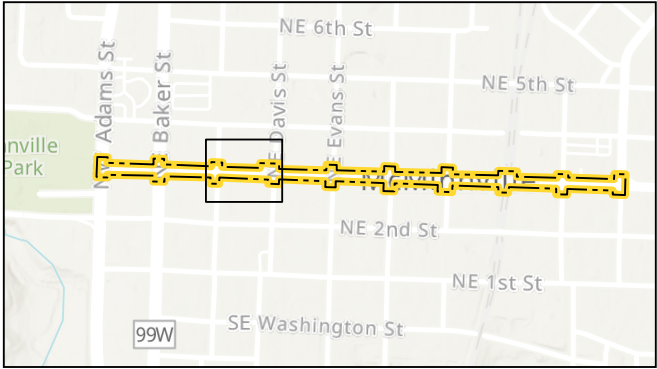 NE 6th St
Adams St
Baker St
Davis St
Evans St
NE 5th St
nville
Park
NE 2nd St
NE 1st St
SE Washington St
99W